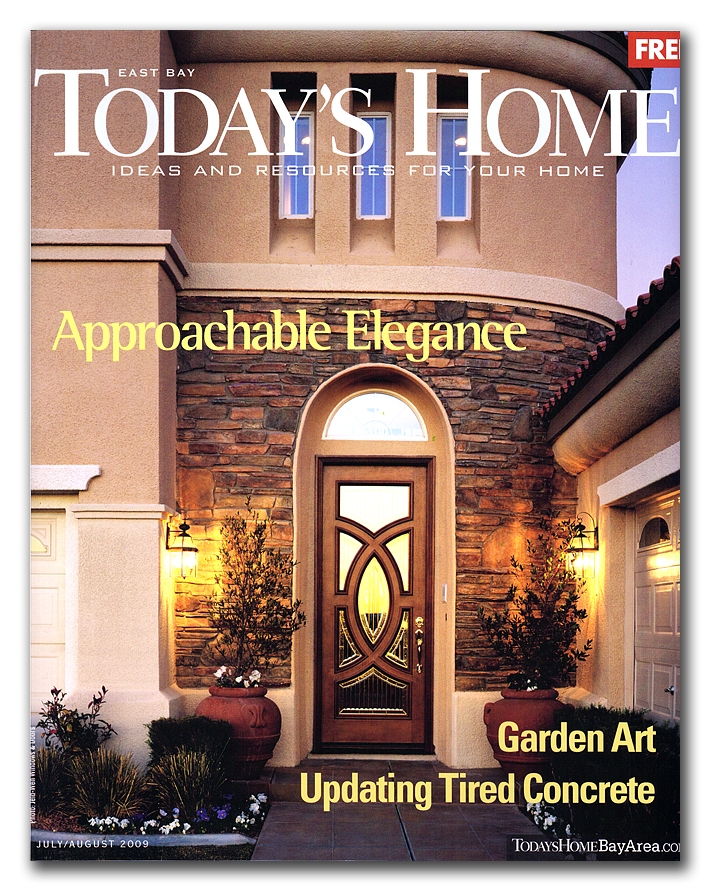 FREE
EAST BAY
TODAY'S HOME
IDEAS AND RESOURCES FOR YOUR HOME
Approachable Elegance
Garden Art
Updating Tired Concrete
JULY/AUGUST 2009
TODAYSHOMEBayArea.co